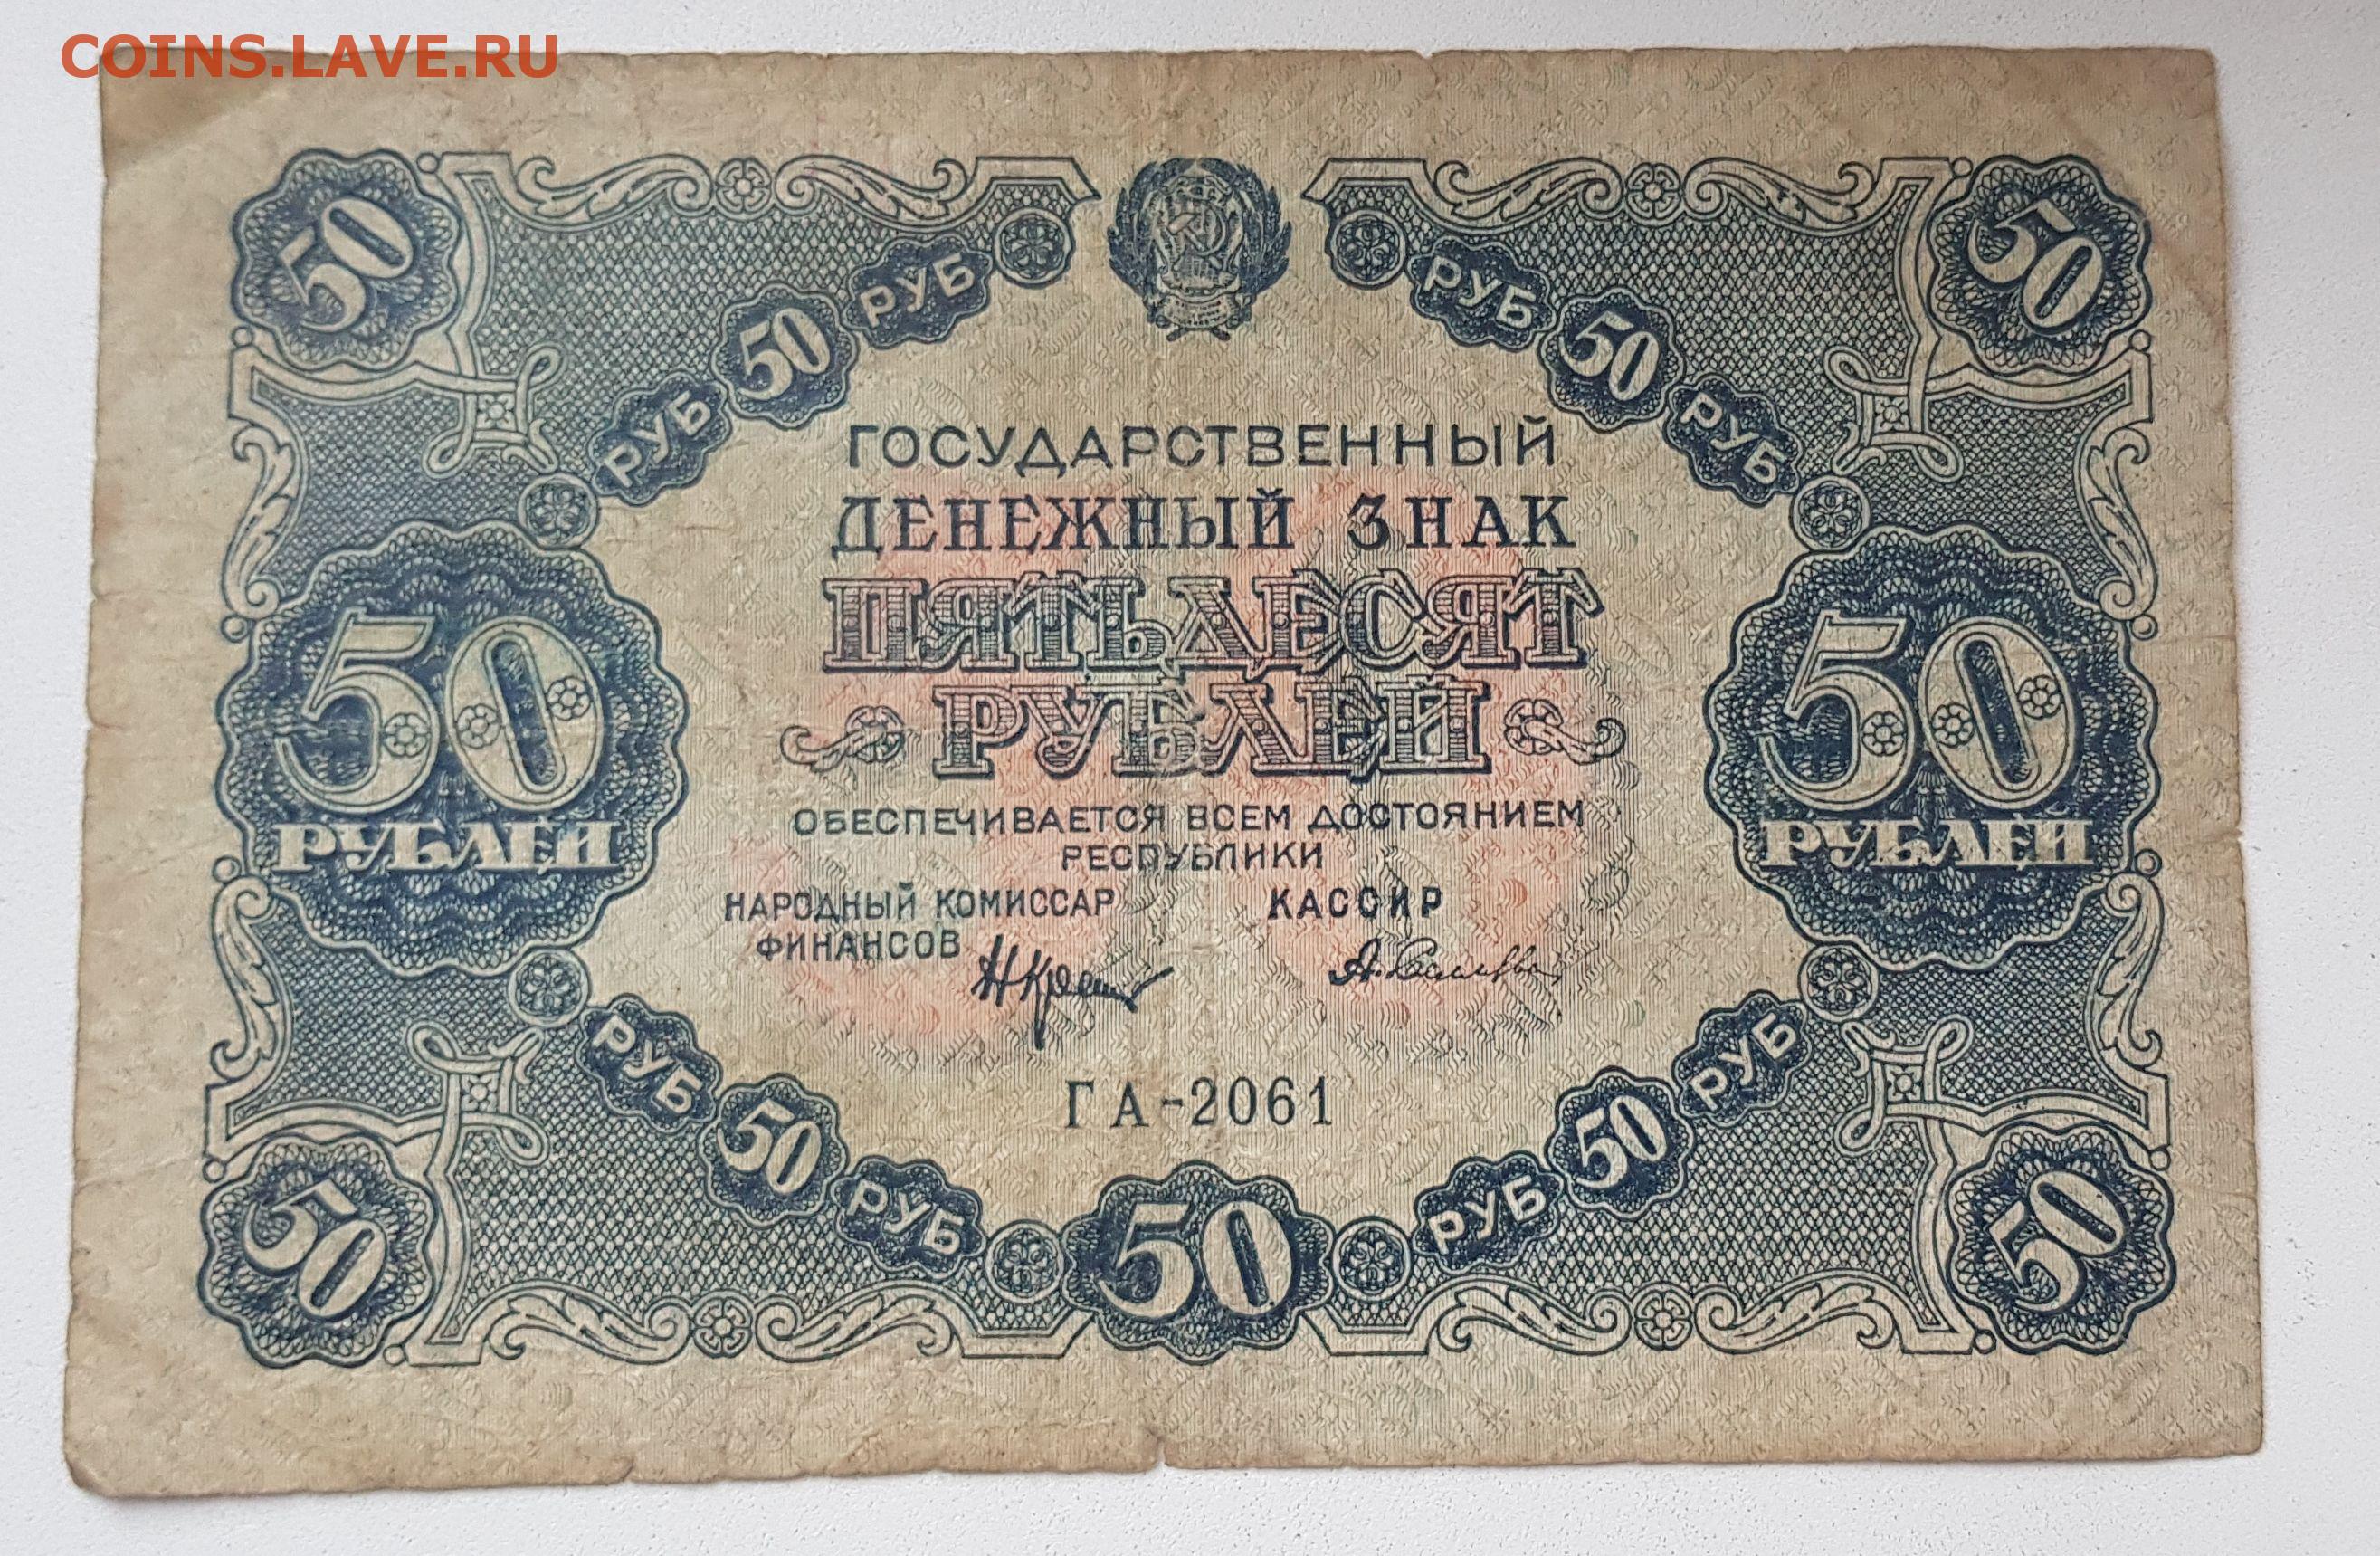 COINS.LAVE.RU
50
50
РУБ 50 РУБ
РУБ 50 РУБ
ГОСУДАРСТВЕННЫЙ
ДЕНЕЖНЫЙ ЗНАК
ПЯТЬДЕСЯТ
РУБЛЕЙ
50
РУБЛЕЙ
50
РУБЛЕЙ
ОБЕСПЕЧИВАЕТСЯ ВСЕМ ДОСТОЯНИЕМ
РЕСПУБЛИКИ
НАРОДНЫЙ КОМИССАР
ФИНАНСОВ
КАССИР
ГА-2061
РУБ 50 РУБ
50
РУБ 50 РУБ
50
50